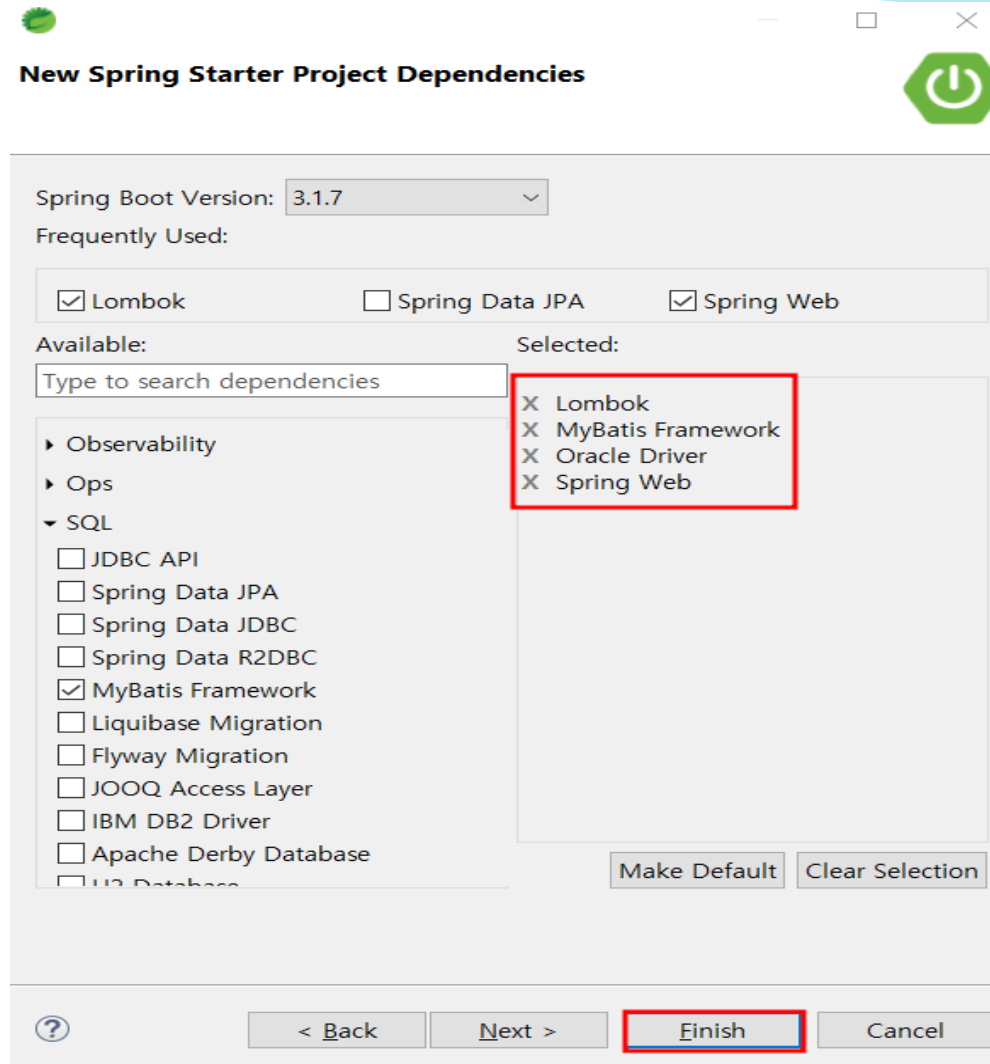 New Spring Starter Project Dependencies
Spring Boot Version: 3.1.7
Frequently Used:
Lombok Spring Data JPA Spring Web
Available: Selected:
Type to search dependencies
X Lombok
X MyBatis Framework
X Oracle Driver
X Spring Web
Observability
Ops
SQL
JDBC API
Spring Data JPA
Spring Data JDBC
Spring Data R2DBC
MyBatis Framework
Liquibase Migration
Flyway Migration
JOOQ Access Layer
IBM DB2 Driver
Apache Derby Database
H2 Database
Make Default Clear Selection
? < Back Next > Finish Cancel